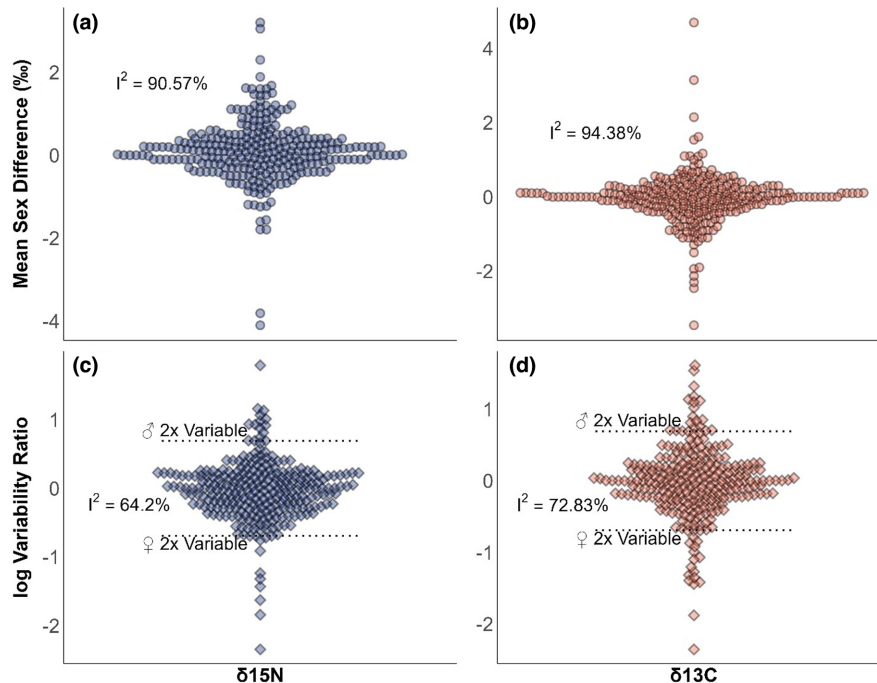 (a)
(b)
Mean Sex Difference (‰)
2
0
-2
-4
I² = 90.57%
4
2
0
-2
I² = 94.38%
(c)
(d)
log Variability Ratio
1
0
-1
-2
♂ 2x Variable
I² = 64.2%
♀ 2x Variable
1
0
-1
-2
♂ 2x Variable
I² = 72.83%
♀ 2x Variable
δ15N
δ13C